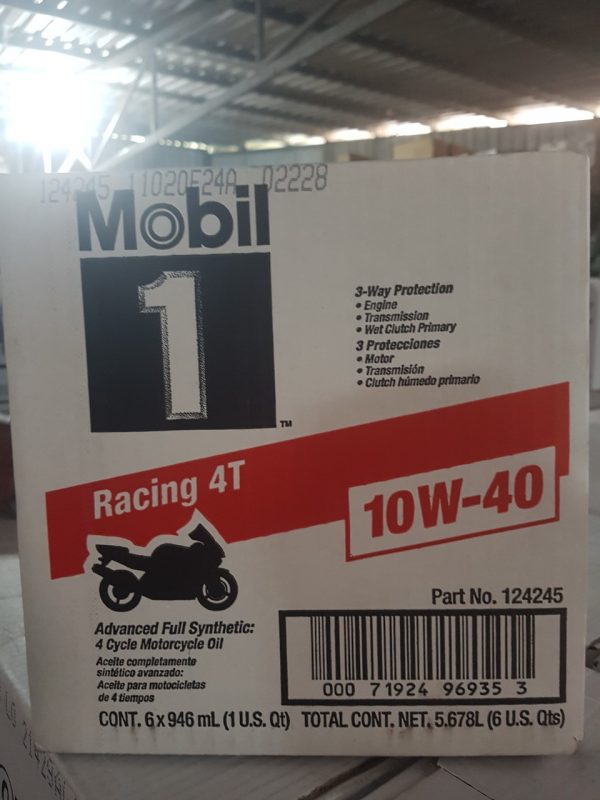 124245 11020F24A 02228
Mobil
1
TM
3-Way Protection
• Engine
• Transmission
• Wet Clutch Primary
3 Protecciones
• Motor
• Transmisión
• Clutch húmedo primario
Racing 4T
10W-40
Part No. 124245
Advanced Full Synthetic:
4 Cycle Motorcycle Oil
Aceite completamente
sintético avanzado:
Aceite para motocicletas
de 4 tiempos
000 71924 96935 3
CONT. 6 x 946 mL (1 U.S. Qt) TOTAL CONT. NET. 5.678L (6 U.S. Qts)